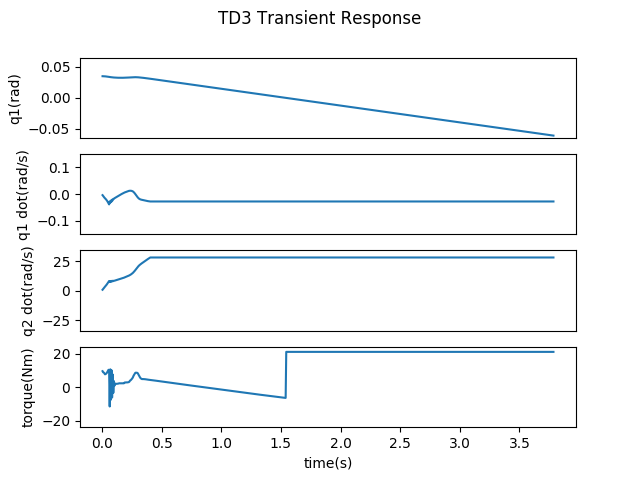 TD3 Transient Response
q1(rad)
0.05
0.00
−0.05
q1 dot(rad/s)
0.1
0.0
−0.1
q2 dot(rad/s)
25
0
−25
torque(Nm)
20
0
−20
0.0 0.5 1.0 1.5 2.0 2.5 3.0 3.5
time(s)